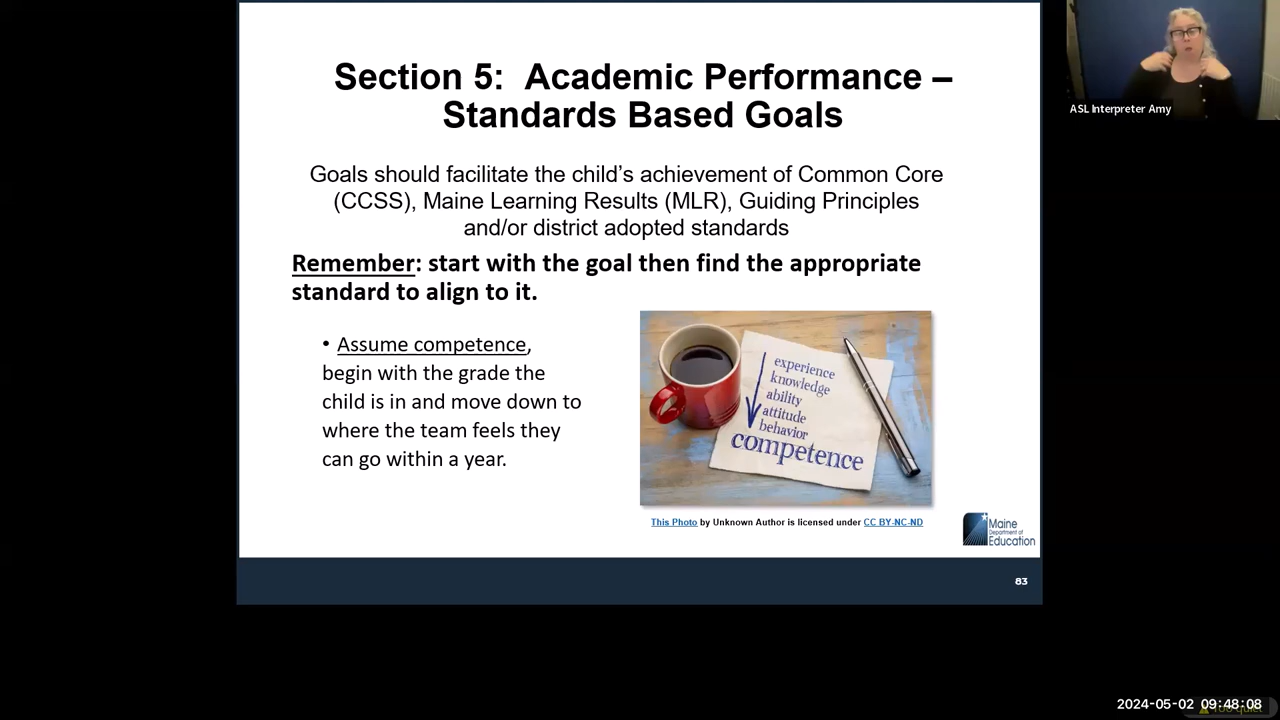 Section 5:  Academic Performance –
Standards Based Goals
Goals should facilitate the child’s achievement of Common Core
(CCSS), Maine Learning Results (MLR), Guiding Principles
and/or district adopted standards
Remember: start with the goal then find the appropriate
standard to align to it.
• Assume competence,
begin with the grade the
child is in and move down to
where the team feels they
can go within a year.
experience
knowledge
ability
attitude
behavior
competence
This Photo by Unknown Author is licensed under CC BY-NC-ND
Maine
Department of
Education
83
ASL Interpreter Amy
2024-05-02 09:48:08